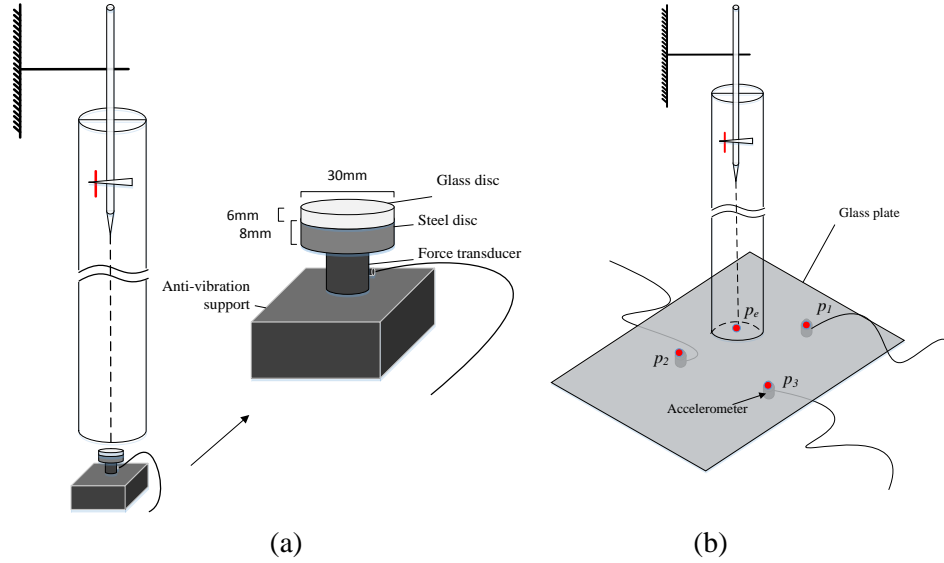 30mm
Glass disc
6mm
Steel disc
8mm
Force transducer
Anti-vibration
support
(a)
Glass plate
pe
p1
p2
p3
Accelerometer
(b)